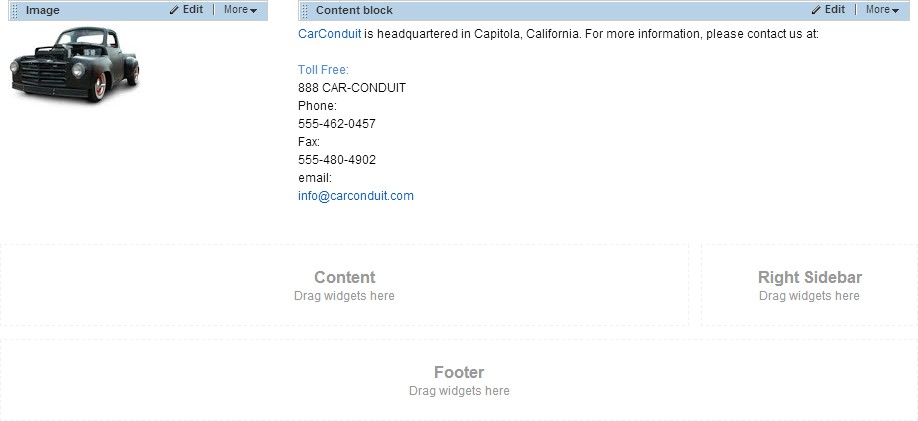 Image Edit More
Content block Edit More
CarConduit is headquartered in Capitola, California. For more information, please contact us at:
Toll Free:
888 CAR-CONDUIT
Phone:
555-462-0457
Fax:
555-480-4902
email:
info@carconduit.com
Content
Drag widgets here
Right Sidebar
Drag widgets here
Footer
Drag widgets here